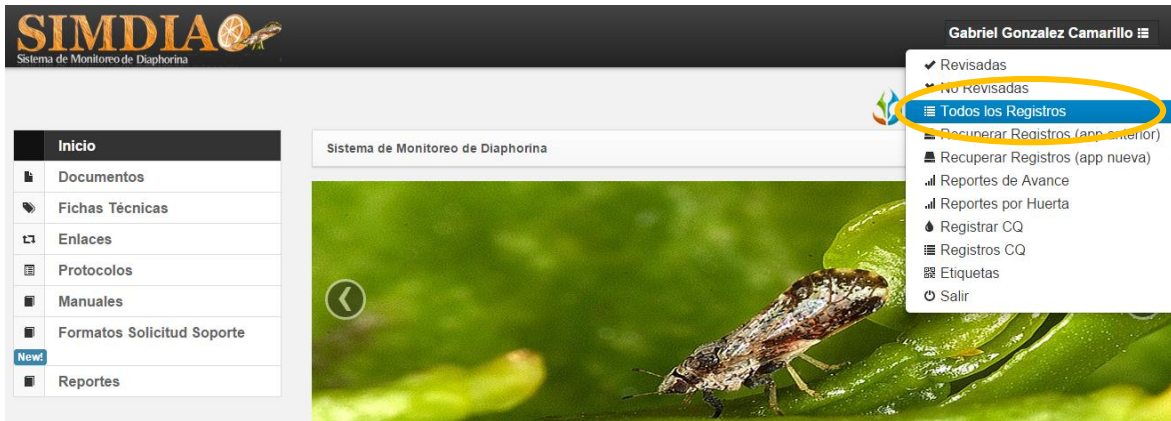 SIMDIA
Sistema de Monitoreo de Diaphorina
Gabriel Gonzalez Camarillo
Revisadas
No Revisadas
Todos los Registros
Recuperar Registros (app anterior)
Recuperar Registros (app nueva)
Reportes de Avance
Reportes por Huerta
Registrar CQ
Registros CQ
Etiquetas
Salir
Inicio
Documentos
Fichas Técnicas
Enlaces
Protocolos
Manuales
Formatos Solicitud Soporte
New!
Reportes
Sistema de Monitoreo de Diaphorina